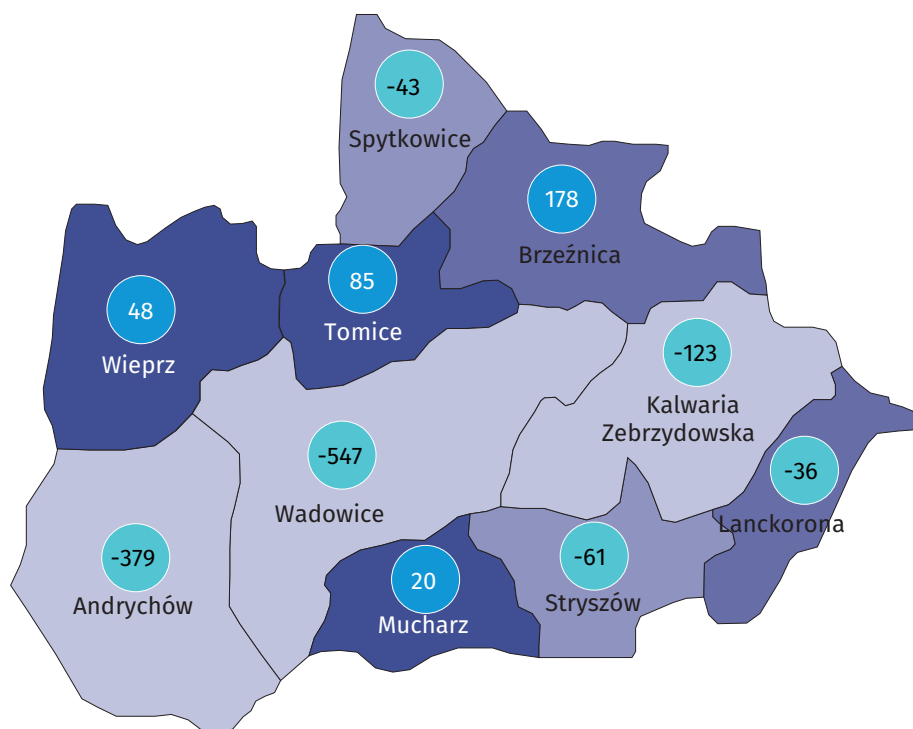 -43
Spytkowice
178
Brzeźnica
85
Tomice
48
Wieprz
-123
Kalwaria
Zebrzydowska
-547
Wadowice
-36
Lanckorona
-379
Andrychów
20
Mucharz
-61
Stryszów